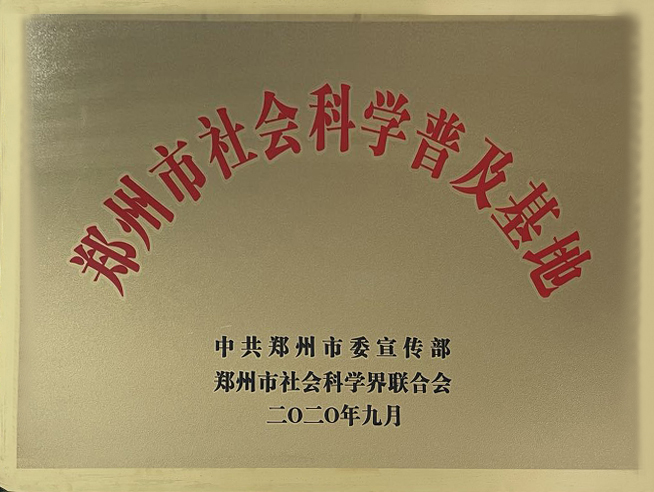 郑州市社会科学普及基地
中共郑州市委宣传部
郑州市社会科学界联合会
二〇二〇年九月